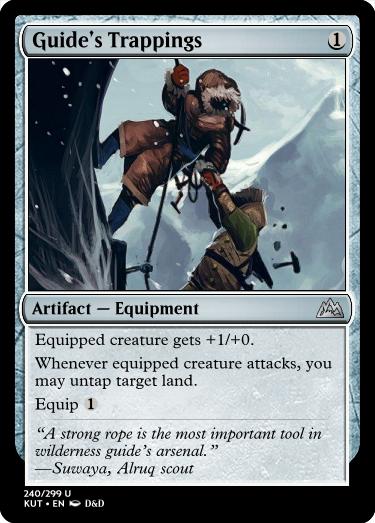 Guide's Trappings 1
Artifact — Equipment
Equipped creature gets +1/+0.
Whenever equipped creature attacks, you
may untap target land.
Equip 1
“A strong rope is the most important tool in
wilderness guide's arsenal.”
—Suwaya, Alruq scout
240/299 U
KUT • EN D&D